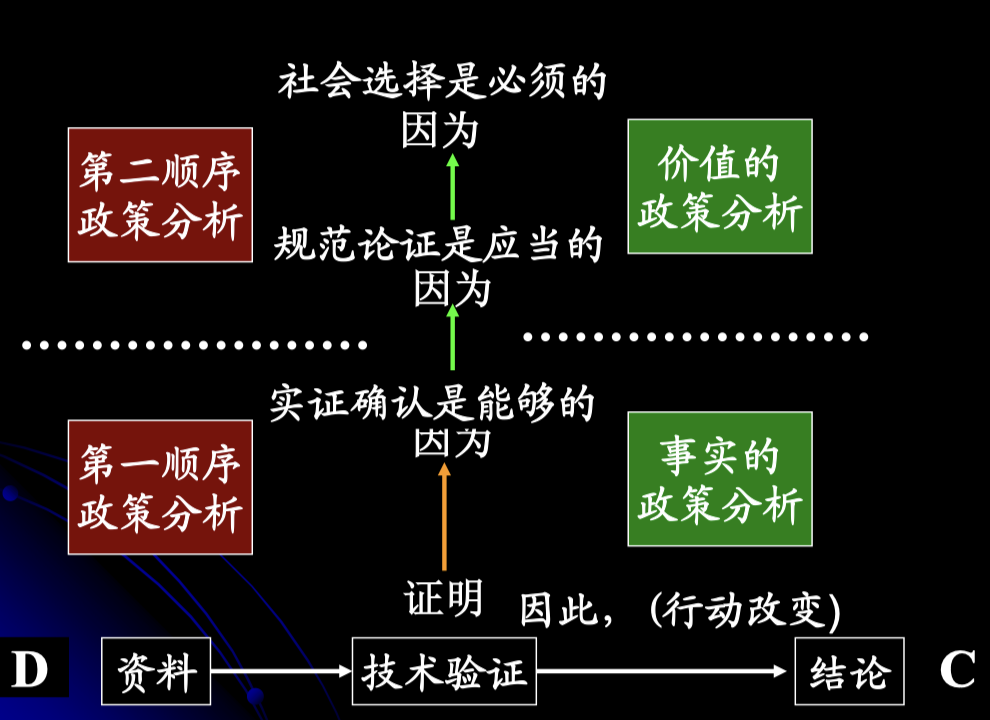 社会选择是必须的
因为
第二顺序
政策分析
价值的
政策分析
规范论证是应当的
因为
实证确认是能够的
因为
第一顺序
政策分析
事实的
政策分析
证明
因此，(行动改变)
D
资料
技术验证
结论
C